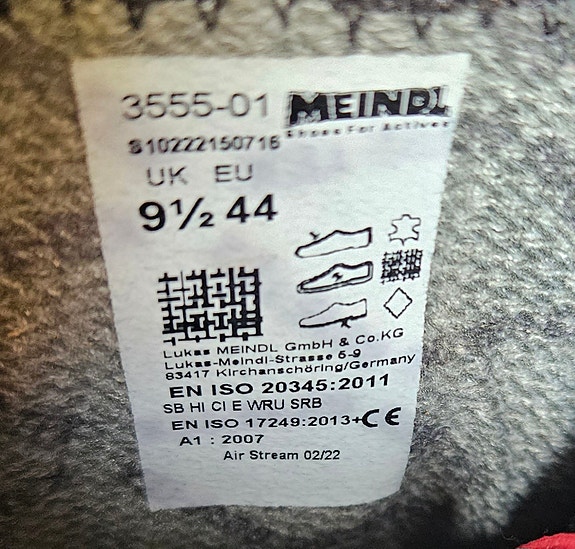 3555-01 MEINDL
Shoes For Actives
S10222150716
UK EU
9½ 44
Lukas MEINDL GmbH & Co.KG
Lukas-Meindl-Strasse 5-9
83417 Kirchanschöring/Germany
EN ISO 20345:2011
SB HI CI E WRU SRB
EN ISO 17249:2013+ CE
A1 : 2007
Air Stream 02/22